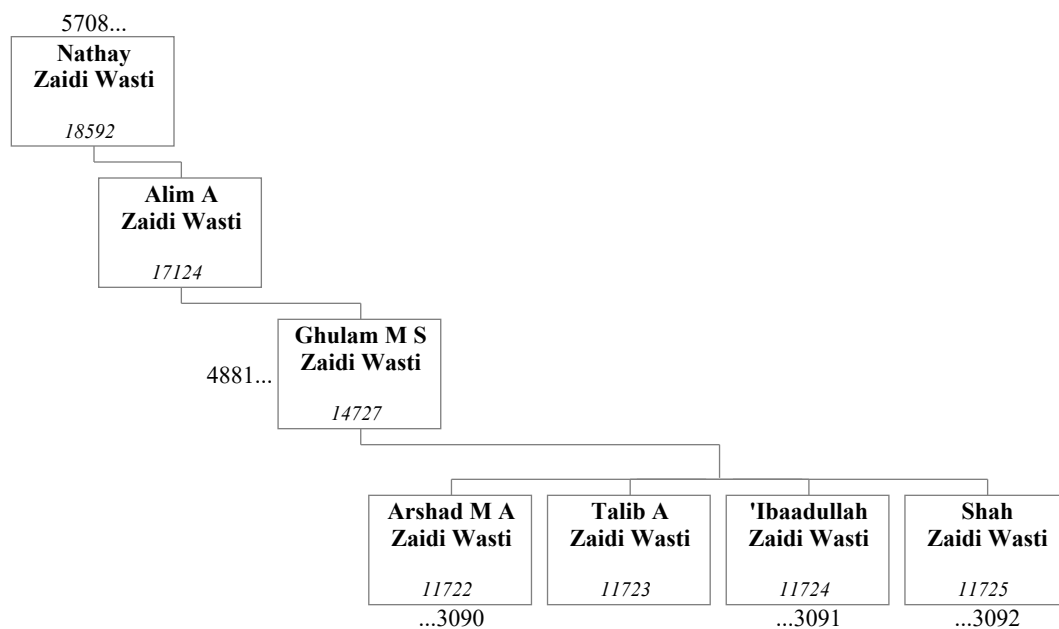 5708...
Nathay
Zaidi Wasti
18592
Alim A
Zaidi Wasti
17124
Ghulam M S
Zaidi Wasti
4881...
14727
Arshad M A
Zaidi Wasti
11722
...3090
Talib A
Zaidi Wasti
11723
'Ibaadullah
Zaidi Wasti
11724
...3091
Shah
Zaidi Wasti
11725
...3092